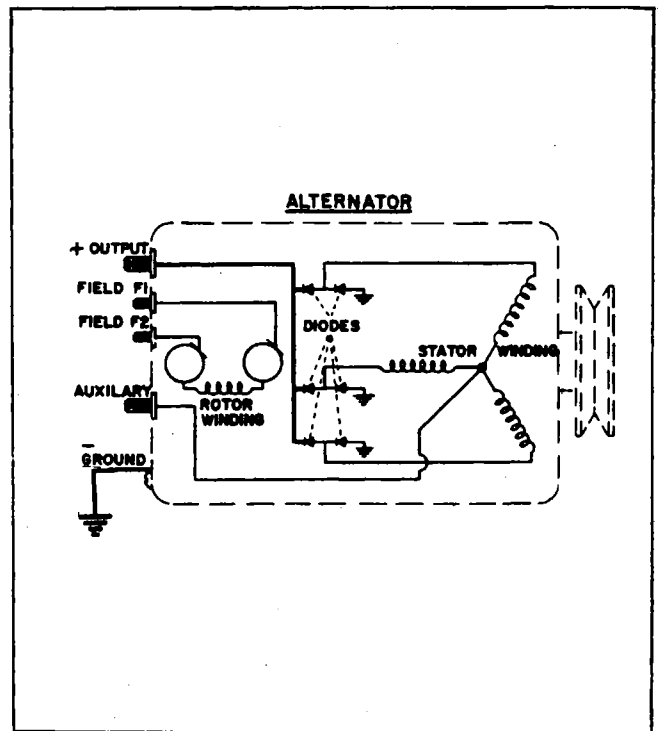 ALTERNATOR
+ OUTPUT
FIELD F1
FIELD F2
DIODES
STATOR WINDING
AUXILARY
ROTOR
WINDING
- GROUND